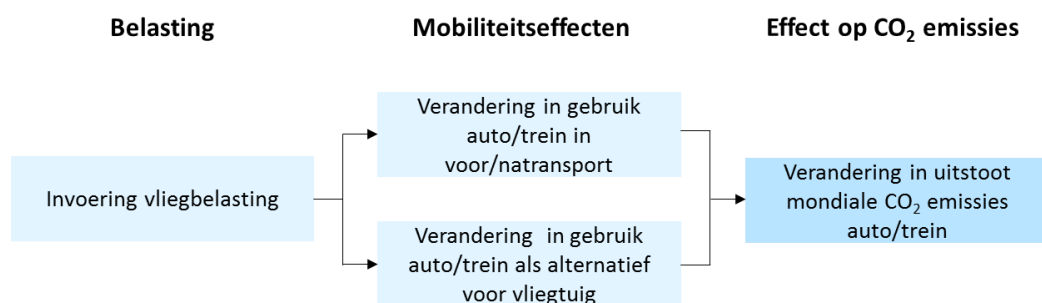 Belasting
Mobiliteitseffecten
Effect op CO₂ emissies
Invoering vliegbelasting
Verandering in gebruik
auto/trein in
voor/natransport
Verandering in gebruik
auto/trein als alternatief
voor vliegtuig
Verandering in uitstoot
mondiale CO₂ emissies
auto/trein